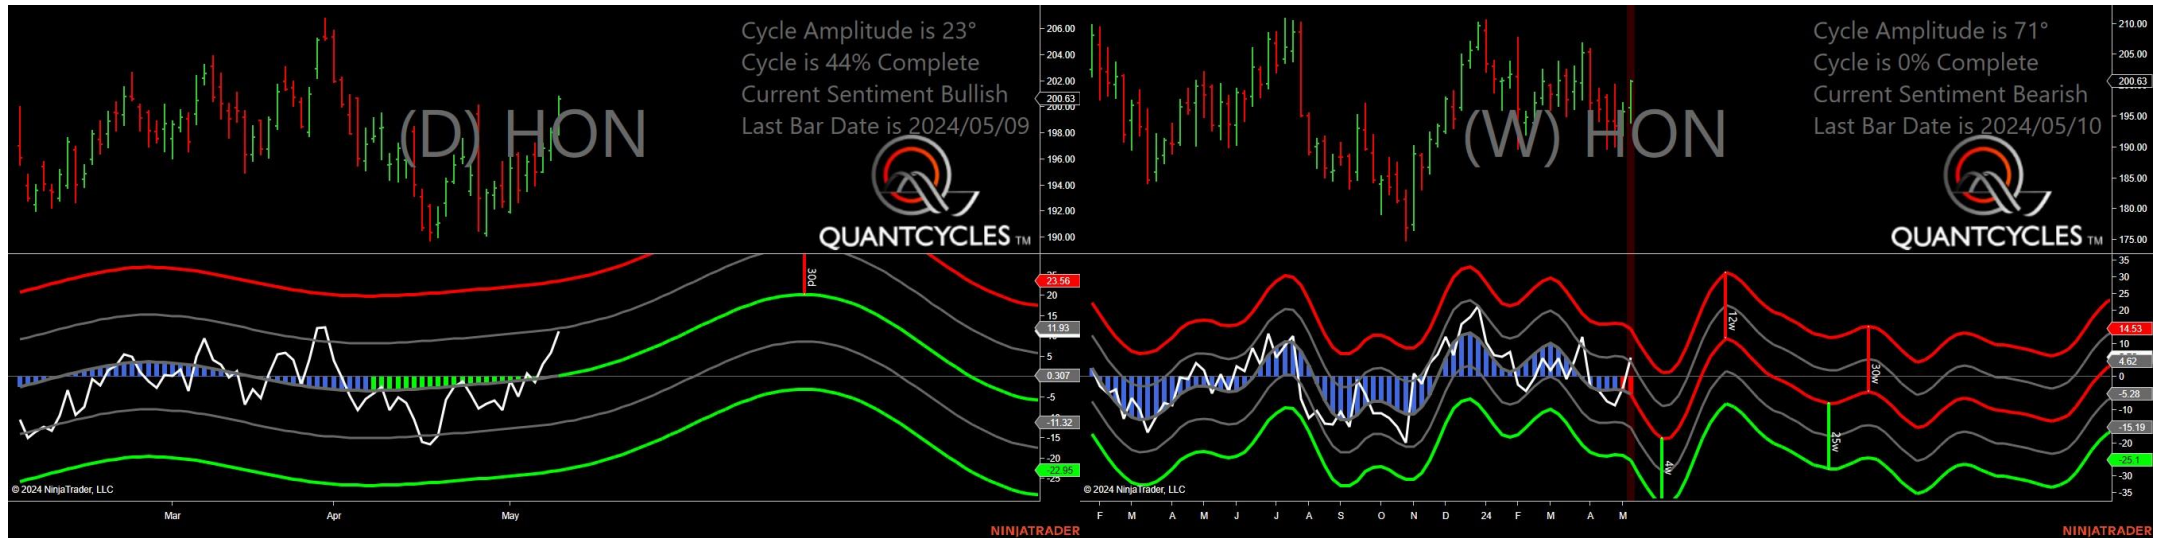 Cycle Amplitude is 23°
Cycle is 44% Complete
Current Sentiment Bullish
Last Bar Date is 2024/05/09
(D) HON
QUANTCYCLES TM
206.00
204.00
202.00
200.63
200.00
198.00
196.00
194.00
192.00
190.00
30d
23.56
20
15
11.93
5
0.307
-5
-11.32
-15
-20
-22.95
-25
© 2024 NinjaTrader, LLC
Mar
Apr
May
NINJATRADER
Cycle Amplitude is 71°
Cycle is 0% Complete
Current Sentiment Bearish
Last Bar Date is 2024/05/10
(W) HON
QUANTCYCLES TM
210.00
205.00
200.63
195.00
190.00
185.00
180.00
175.00
12w
30w
4w
25w
35
30
25
20
14.53
10
4.62
0
-5.28
-10
-15.19
-20
-25.1
-30
-35
© 2024 NinjaTrader, LLC
F M A M J J A S O N D 24 F M A M
NINJATRADER